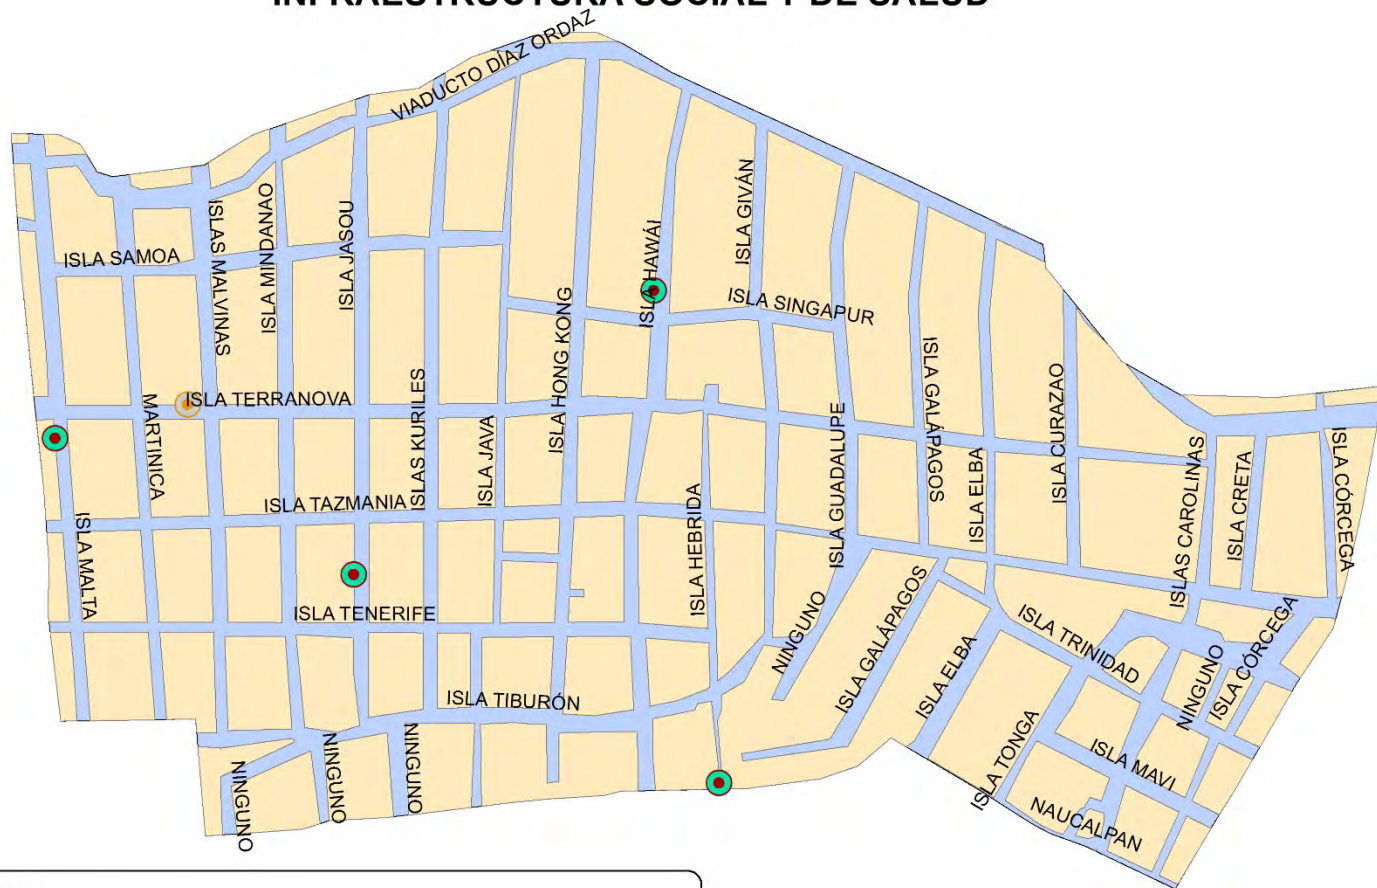 INFRAESTRUCTURA SOCIAL Y DE SALUD
VIADUCTO DÍAZ ORDAZ
ISLA SAMOA
ISLAS MALVINAS
ISLA MINDANAO
ISLA JASOU
ISLA HAWÁI
ISLA GIVÁN
ISLA SINGAPUR
ISLA HONG KONG
ISLA TERRANOVA
MARTINICA
ISLAS KURILES
ISLA JAVA
ISLA GUADALUPE
ISLA GALÁPAGOS
ISLA ELBA
ISLA CURAZAO
ISLAS CAROLINAS
ISLA CRETA
ISLA CÓRCEGA
ISLA TAZMANIA
ISLA MALTA
ISLA HEBRIDA
ISLA TENERIFE
NINGUNO
ISLA GALÁPAGOS
ISLA ELBA
ISLA TRINIDAD
NINGUNO
ISLA CÓRCEGA
ISLA TIBURÓN
NINGUNO
NINGUNO
NINGUNO
ISLA TONGA
ISLA MAVI
NAUCALPAN